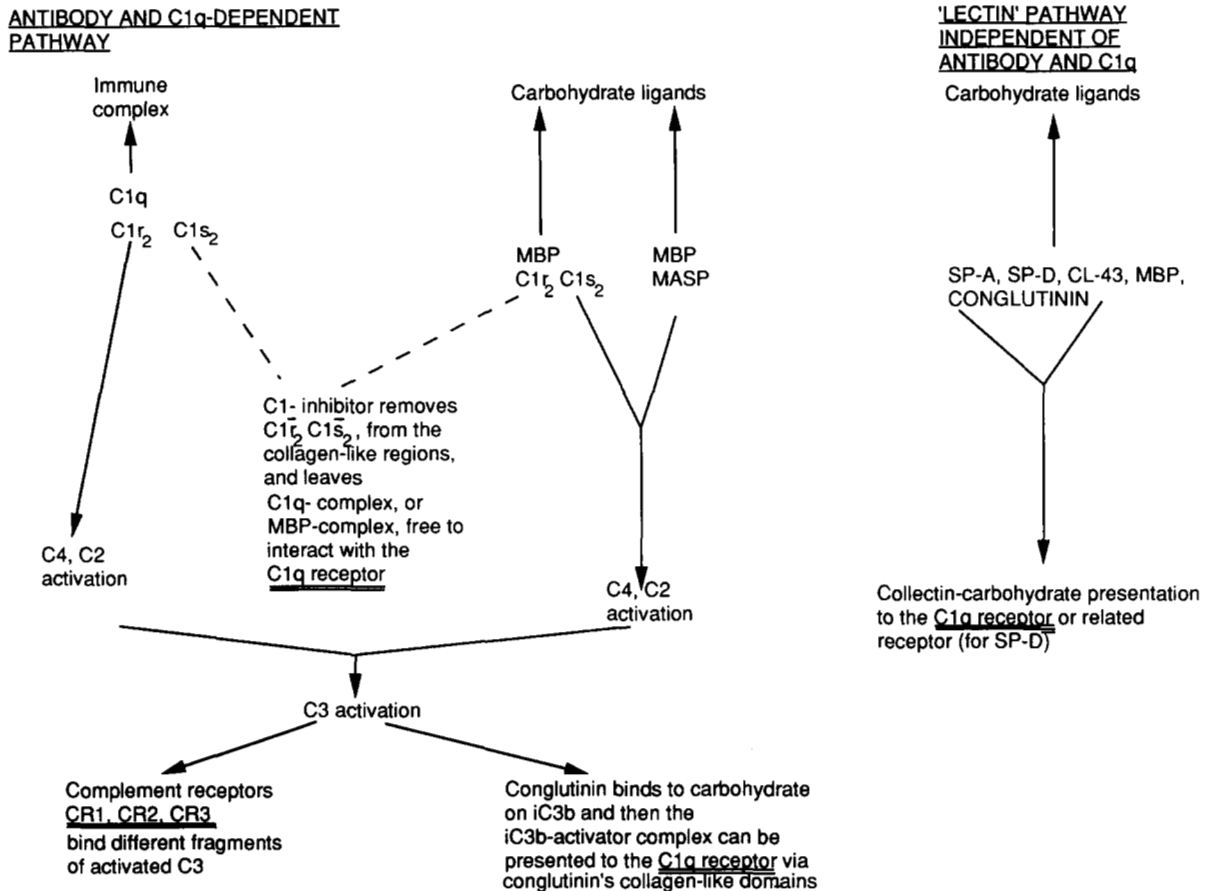 ANTIBODY AND C1q-DEPENDENT
PATHWAY
Immune
complex
C1q
C1r₂ C1s₂
Carbohydrate ligands
MBP
C1r₂ C1s₂
MBP
MASP
C1- inhibitor removes
C1r̄₂ C1s̄₂, from the
collagen-like regions,
and leaves
C1q- complex, or
MBP-complex, free to
interact with the
C1q receptor
C4, C2
activation
C4, C2
activation
C3 activation
Complement receptors
CR1, CR2, CR3
bind different fragments
of activated C3
Conglutinin binds to carbohydrate
on iC3b and then the
iC3b-activator complex can be
presented to the C1q receptor via
conglutinin's collagen-like domains
'LECTIN' PATHWAY
INDEPENDENT OF
ANTIBODY AND C1q
Carbohydrate ligands
SP-A, SP-D, CL-43, MBP,
CONGLUTININ
Collectin-carbohydrate presentation
to the C1q receptor or related
receptor (for SP-D)